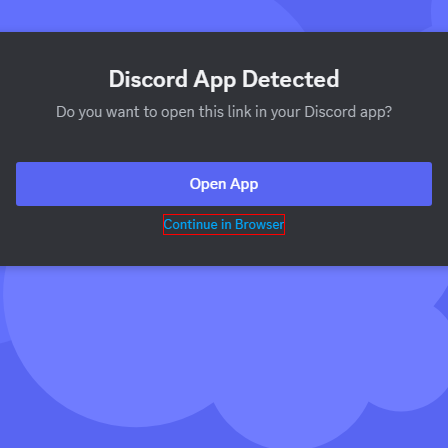 Discord App Detected
Do you want to open this link in your Discord app?
Open App
Continue in Browser